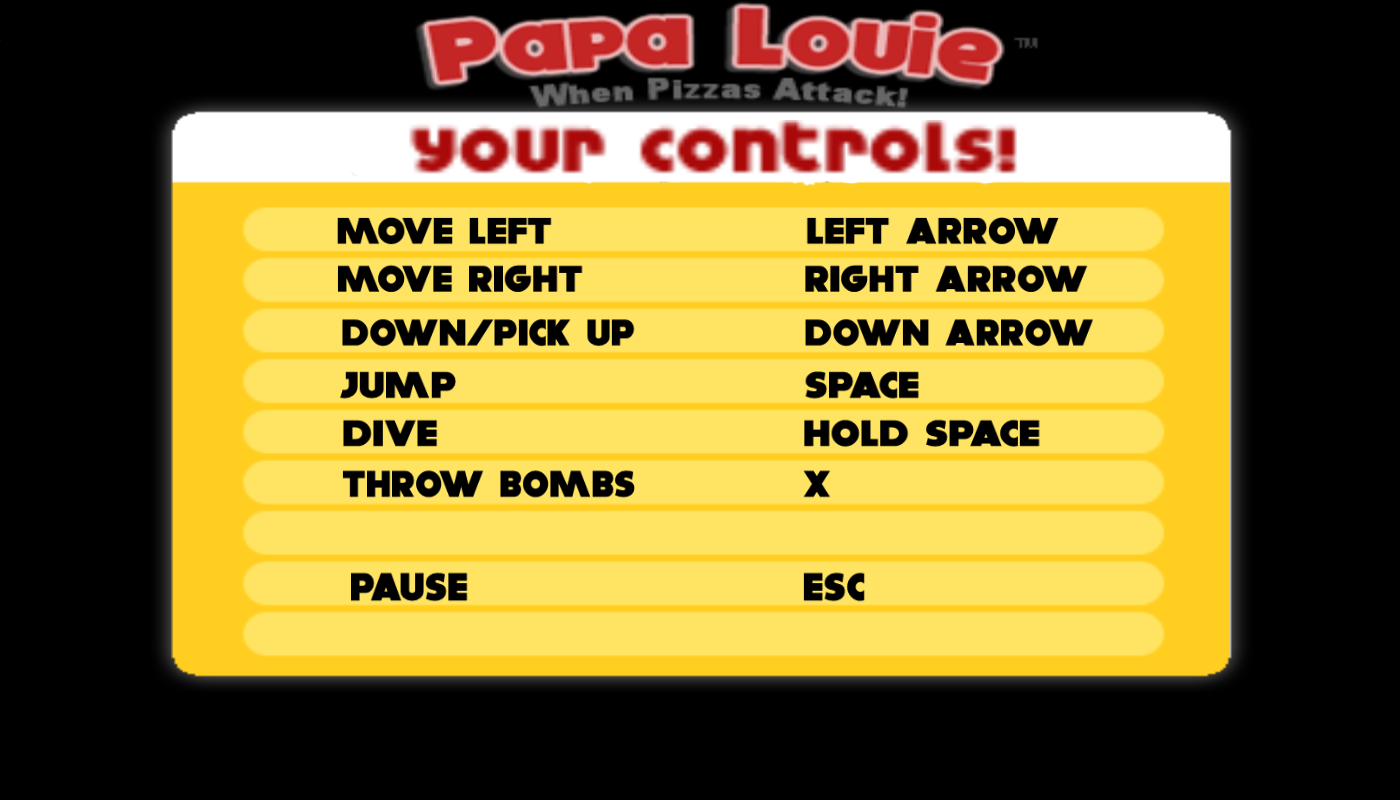 Papa Louie ™
When Pizzas Attack!
your controls!
MOVE LEFT LEFT ARROW
MOVE RIGHT RIGHT ARROW
DOWN/PICK UP DOWN ARROW
JUMP SPACE
DIVE HOLD SPACE
THROW BOMBS X
PAUSE ESC